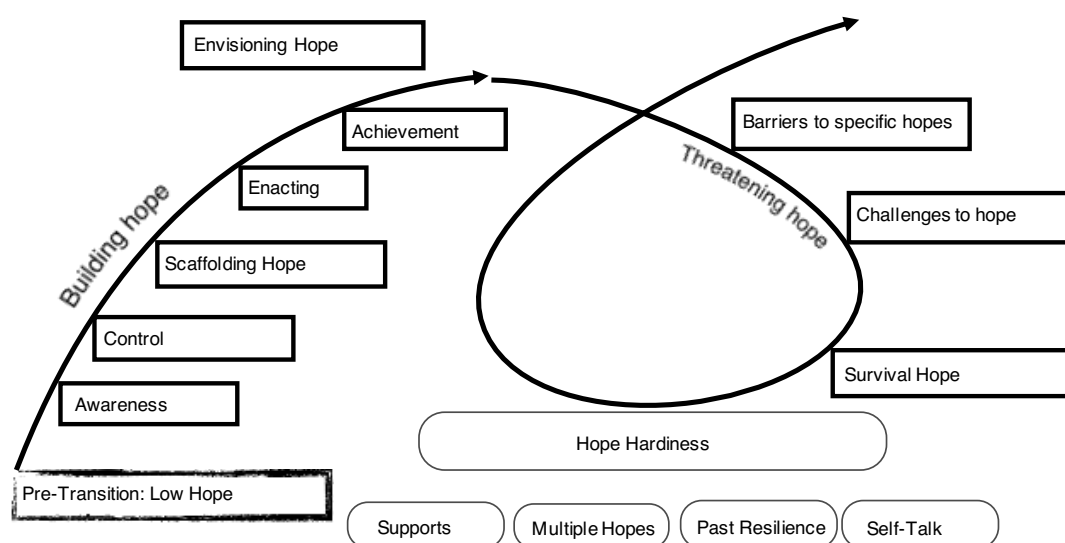 Envisioning Hope
Achievement
Enacting
Building hope
Scaffolding Hope
Control
Awareness
Pre-Transition: Low Hope
Barriers to specific hopes
Threatening hope
Challenges to hope
Survival Hope
Hope Hardiness
Supports
Multiple Hopes
Past Resilience
Self-Talk